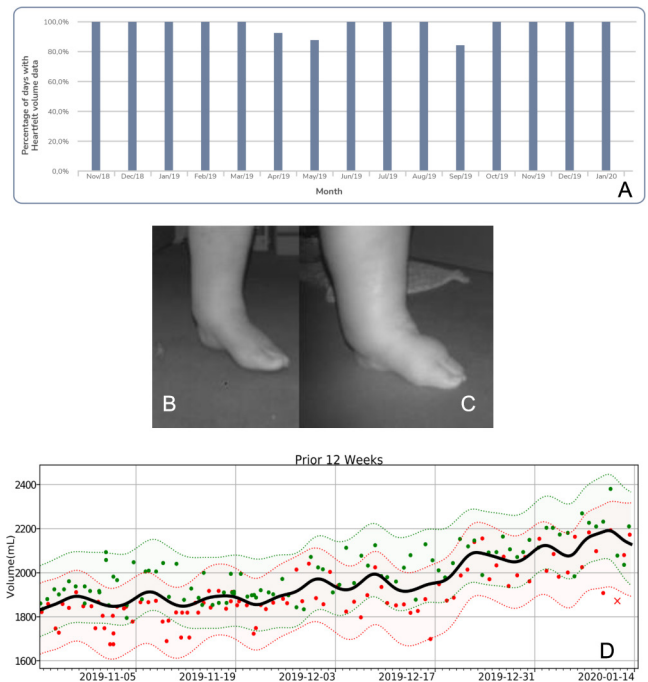 Percentage of days with
Heartfelt volume data
100,0%
80,0%
60,0%
40,0%
20,0%
0,0%
Nov/18 Dec/18 Jan/19 Feb/19 Mar/19 Apr/19 May/19 Jun/19 Jul/19 Aug/19 Sep/19 Oct/19 Nov/19 Dec/19 Jan/20
Month
A
B
C
Prior 12 Weeks
Volume(mL)
2400
2200
2000
1800
1600
2019-11-05 2019-11-19 2019-12-03 2019-12-17 2019-12-31 2020-01-14
D